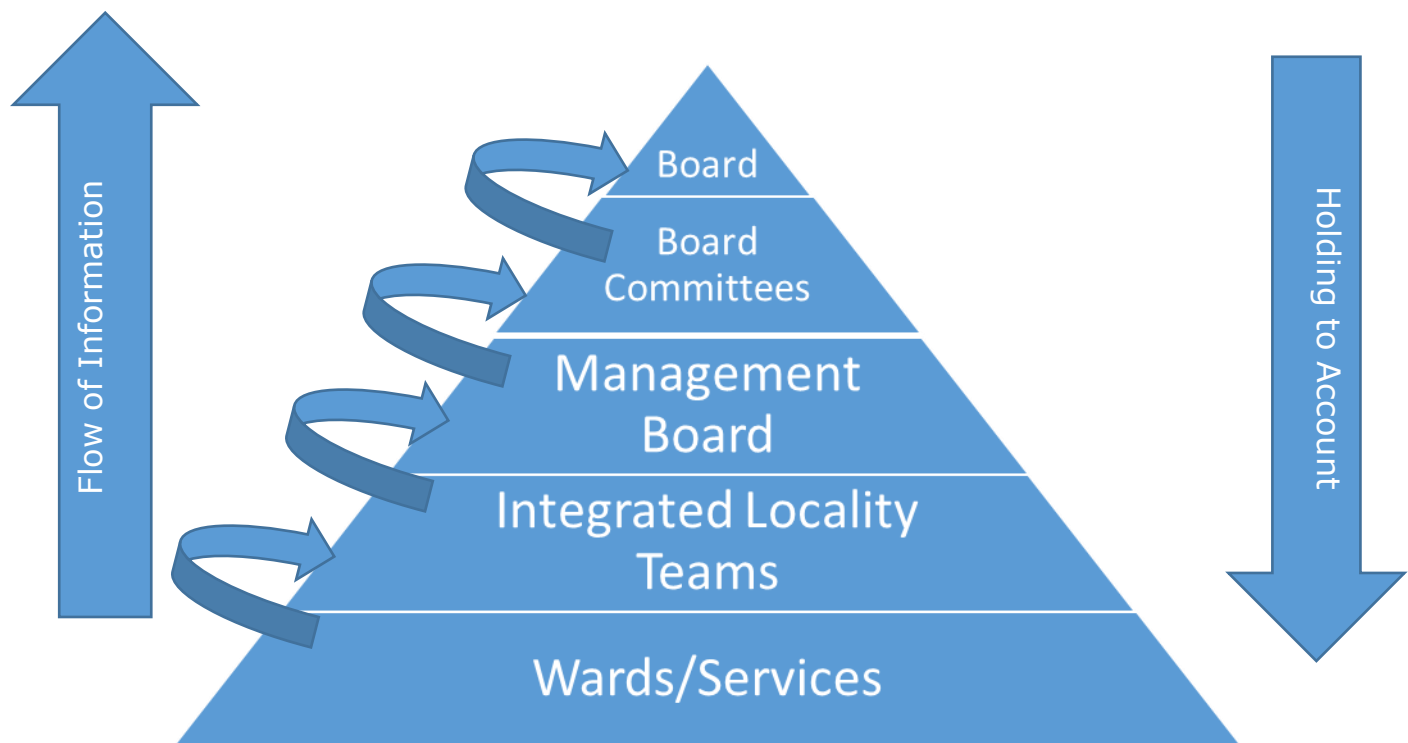 Flow of Information
Board
Board
Committees
Management
Board
Integrated Locality
Teams
Wards/Services
Holding to Account